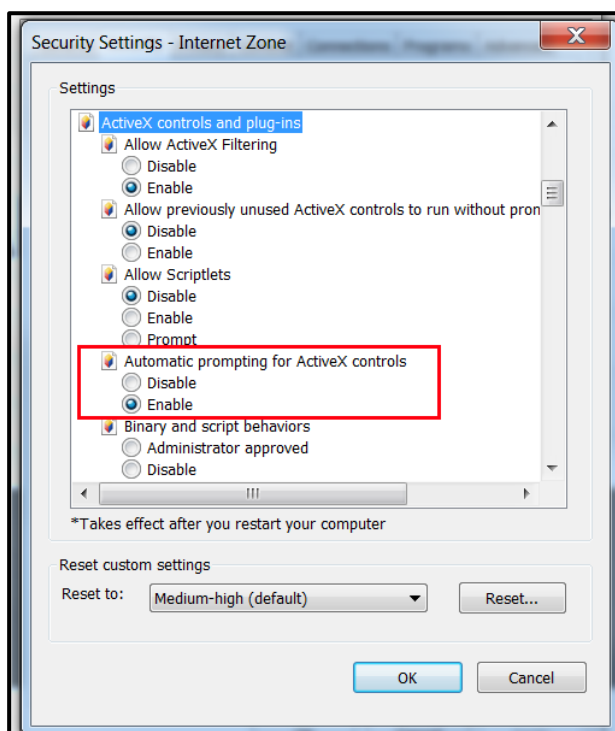 Security Settings - Internet Zone
Settings
ActiveX controls and plug-ins
Allow ActiveX Filtering
Disable
Enable
Allow previously unused ActiveX controls to run without pron
Disable
Enable
Allow Scriptlets
Disable
Enable
Prompt
Automatic prompting for ActiveX controls
Disable
Enable
Binary and script behaviors
Administrator approved
Disable
*Takes effect after you restart your computer
Reset custom settings
Reset to:
Medium-high (default)
Reset...
OK
Cancel